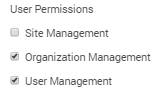 User Permissions
Site Management
Organization Management
User Management